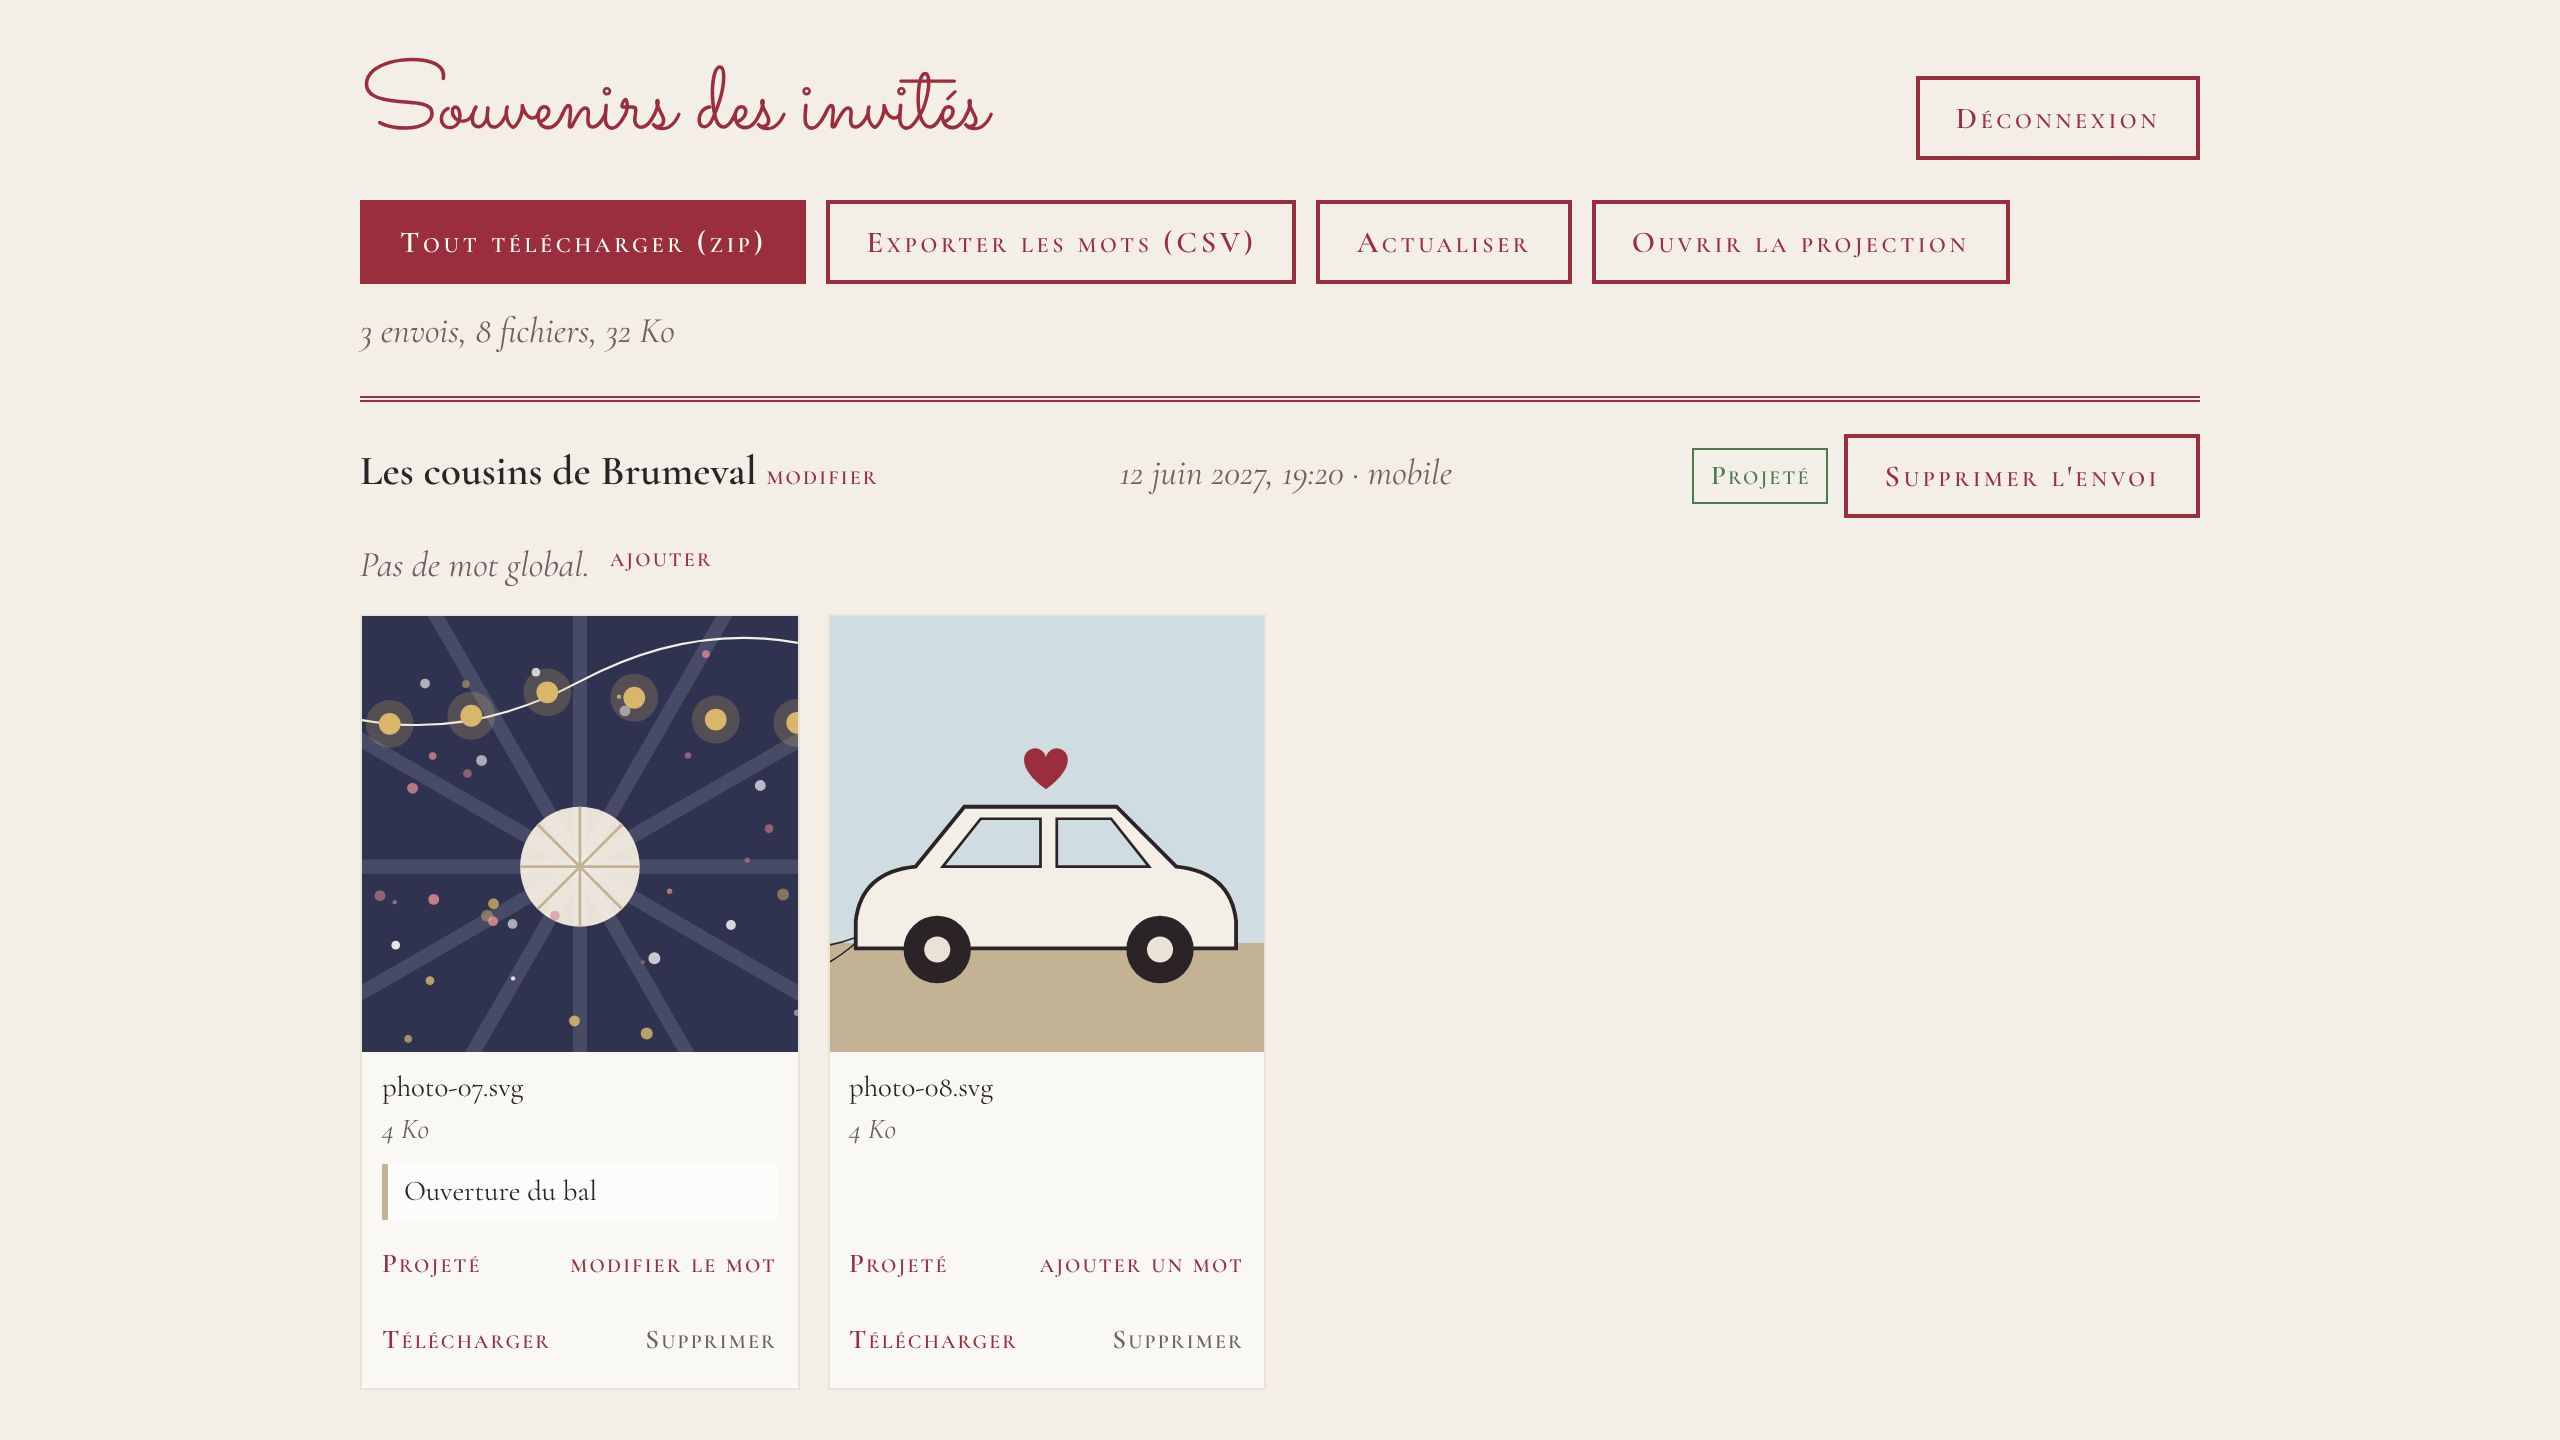 Souvenirs des invités
Déconnexion
Tout télécharger (zip)
Exporter les mots (CSV)
Actualiser
Ouvrir la projection
3 envois, 8 fichiers, 32 Ko
Les cousins de Brumeval modifier
12 juin 2027, 19:20 · mobile
Projeté
Supprimer l'envoi
Pas de mot global. ajouter
photo-07.svg
4 Ko
Ouverture du bal
Projeté modifier le mot
Télécharger Supprimer
photo-08.svg
4 Ko
Projeté ajouter un mot
Télécharger Supprimer